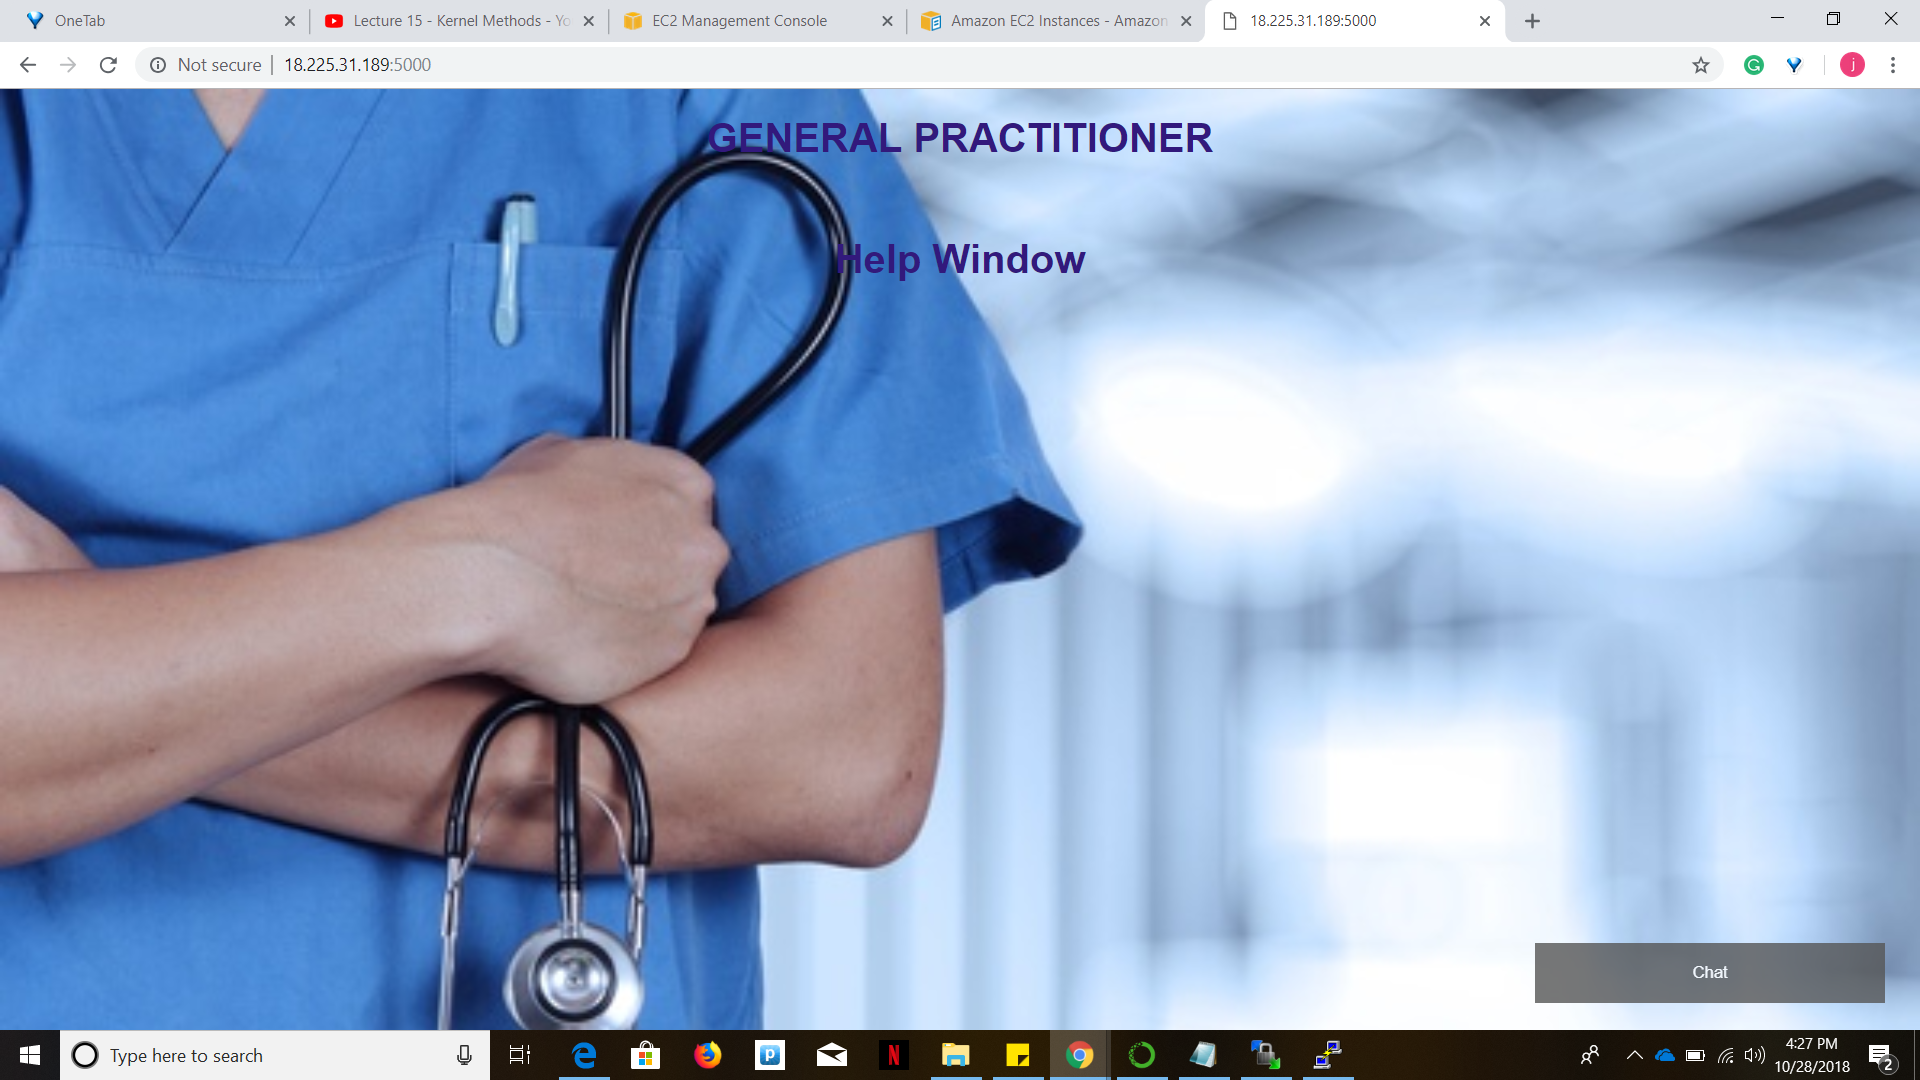 OneTab
Lecture 15 - Kernel Methods - Yo
EC2 Management Console
Amazon EC2 Instances - Amazon
18.225.31.189:5000
Not secure
18.225.31.189:5000
j
GENERAL PRACTITIONER
Help Window
Chat
Type here to search
4:27 PM
10/28/2018
2